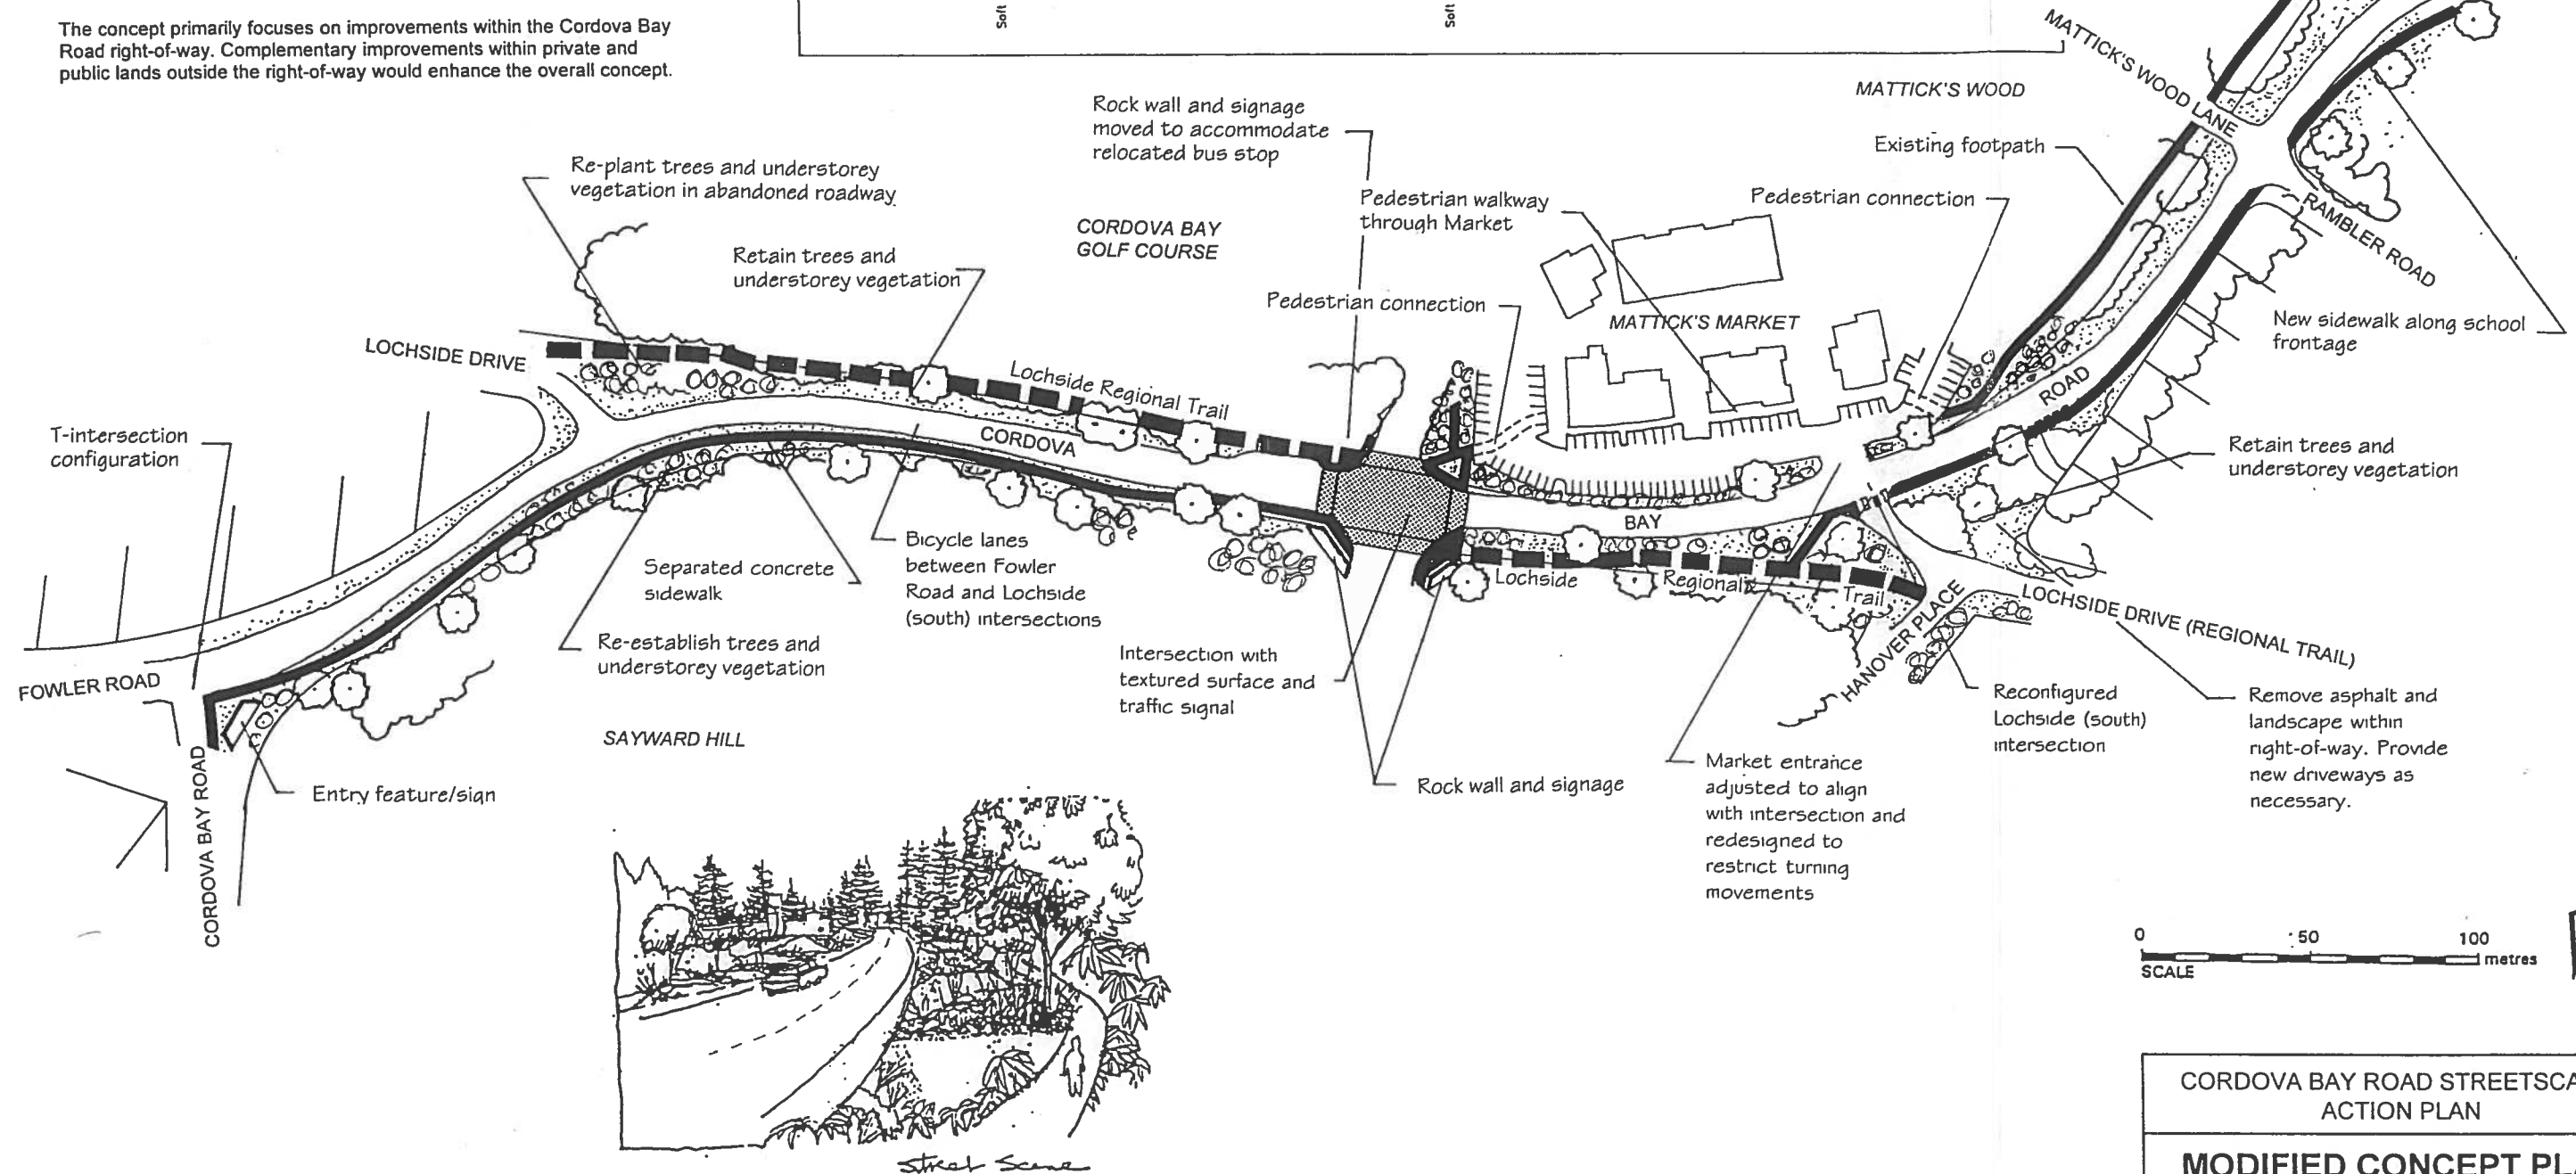 The concept primarily focuses on improvements within the Cordova Bay
Road right-of-way. Complementary improvements within private and
public lands outside the right-of-way would enhance the overall concept.
Soft
Soft
MATTICK'S WOOD LANE
MATTICK'S WOOD
Rock wall and signage
moved to accommodate
relocated bus stop
Existing footpath
Re-plant trees and understorey
vegetation in abandoned roadway
Pedestrian walkway
through Market
Pedestrian connection
RAMBLER ROAD
CORDOVA BAY
GOLF COURSE
Retain trees and
understorey vegetation
Pedestrian connection
MATTICK'S MARKET
New sidewalk along school
frontage
LOCHSIDE DRIVE
Lochside Regional Trail
ROAD
T-intersection
configuration
CORDOVA
Retain trees and
understorey vegetation
BAY
Bicycle lanes
between Fowler
Road and Lochside
(south) intersections
Separated concrete
sidewalk
Lochside Regional Trail
HANOVER PLACE
LOCHSIDE DRIVE (REGIONAL TRAIL)
Re-establish trees and
understorey vegetation
Intersection with
textured surface and
traffic signal
FOWLER ROAD
Reconfigured
Lochside (south)
intersection
Remove asphalt and
landscape within
right-of-way. Provide
new driveways as
necessary.
SAYWARD HILL
CORDOVA BAY ROAD
Entry feature/sign
Rock wall and signage
Market entrance
adjusted to align
with intersection and
redesigned to
restrict turning
movements
0 50 100
metres
SCALE
Street Scene
CORDOVA BAY ROAD STREETSCA
ACTION PLAN
MODIFIED CONCEPT PL